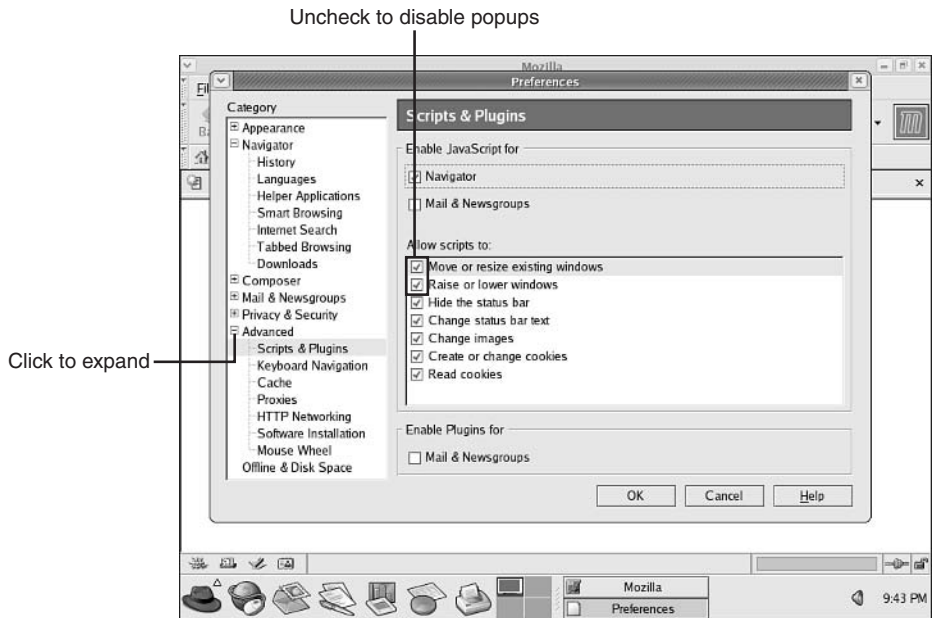 Uncheck to disable popups
Mozilla
Preferences
Category
Appearance
Navigator
History
Languages
Helper Applications
Smart Browsing
Internet Search
Tabbed Browsing
Downloads
Composer
Mail & Newsgroups
Privacy & Security
Advanced
Scripts & Plugins
Keyboard Navigation
Cache
Proxies
HTTP Networking
Software Installation
Mouse Wheel
Offline & Disk Space
Click to expand
Scripts & Plugins
Enable JavaScript for
Navigator
Mail & Newsgroups
Allow scripts to:
Move or resize existing windows
Raise or lower windows
Hide the status bar
Change status bar text
Change images
Create or change cookies
Read cookies
Enable Plugins for
Mail & Newsgroups
OK
Cancel
Help
Mozilla
Preferences
9:43 PM